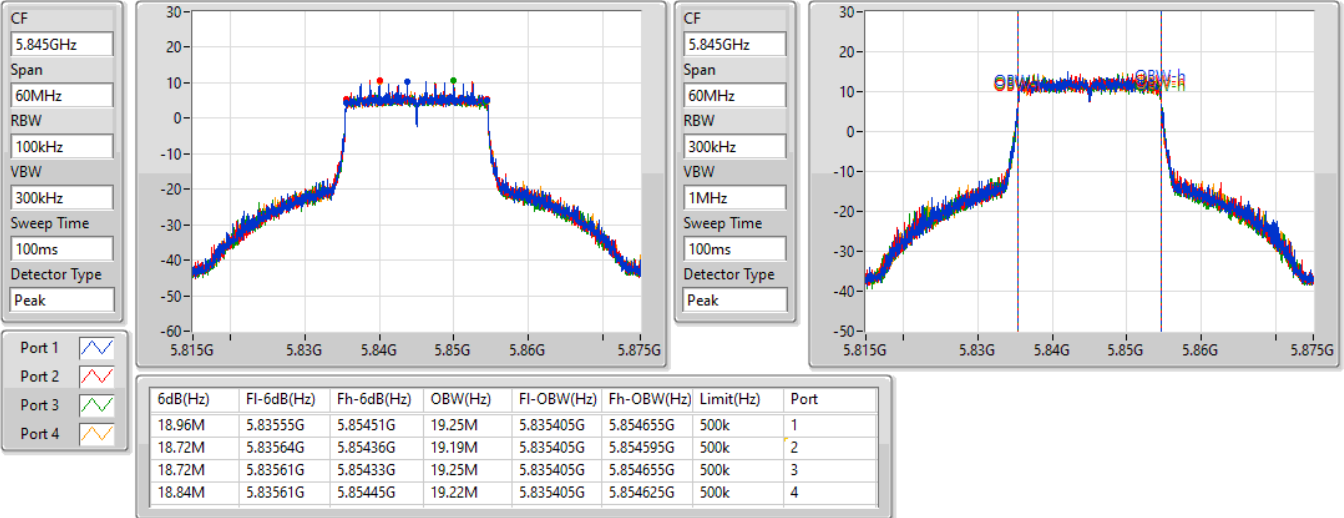 CF
5.845GHz
Span
60MHz
RBW
100kHz
VBW
300kHz
Sweep Time
100ms
Detector Type
Peak
30
20
10
0
-10
-20
-30
-40
-50
-60
5.815G 5.83G 5.84G 5.85G 5.86G 5.875G
CF
5.845GHz
Span
60MHz
RBW
300kHz
VBW
1MHz
Sweep Time
100ms
Detector Type
Peak
30
20
10
0
-10
-20
-30
-40
-50
OBW-h
5.815G 5.83G 5.84G 5.85G 5.86G 5.875G
Port 1
Port 2
Port 3
Port 4
6dB(Hz) Fl-6dB(Hz) Fh-6dB(Hz) OBW(Hz) Fl-OBW(Hz) Fh-OBW(Hz) Limit(Hz) Port
18.96M 5.83555G 5.85451G 19.25M 5.835405G 5.854655G 500k 1
18.72M 5.83564G 5.85436G 19.19M 5.835405G 5.854595G 500k 2
18.72M 5.83561G 5.85433G 19.25M 5.835405G 5.854655G 500k 3
18.84M 5.83561G 5.85445G 19.22M 5.835405G 5.854625G 500k 4